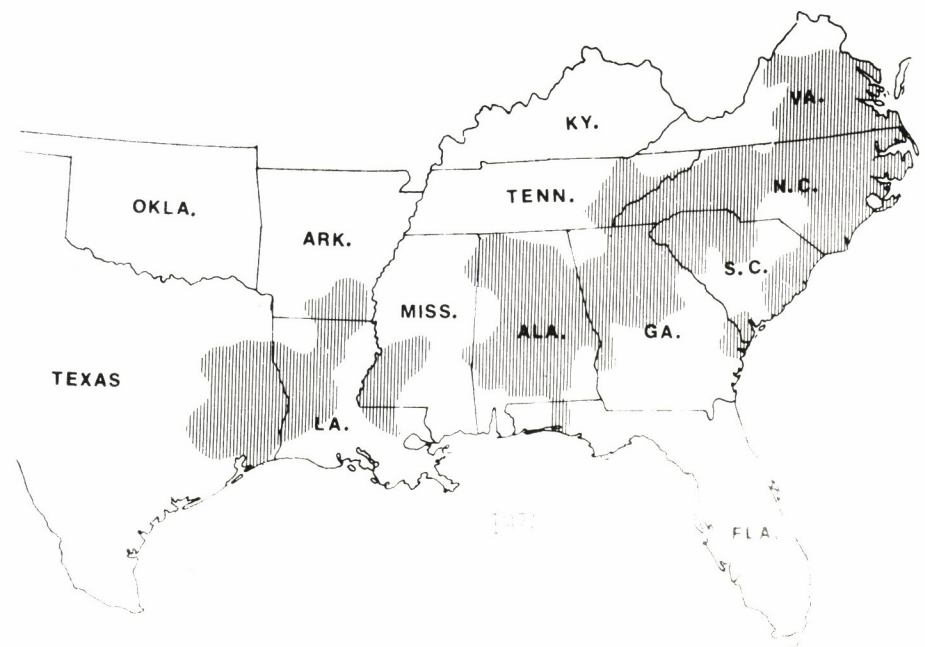 VA.
KY.
N.C.
TENN.
OKLA.
ARK.
S.C.
MISS.
ALA.
GA.
TEXAS
LA.
FLA.